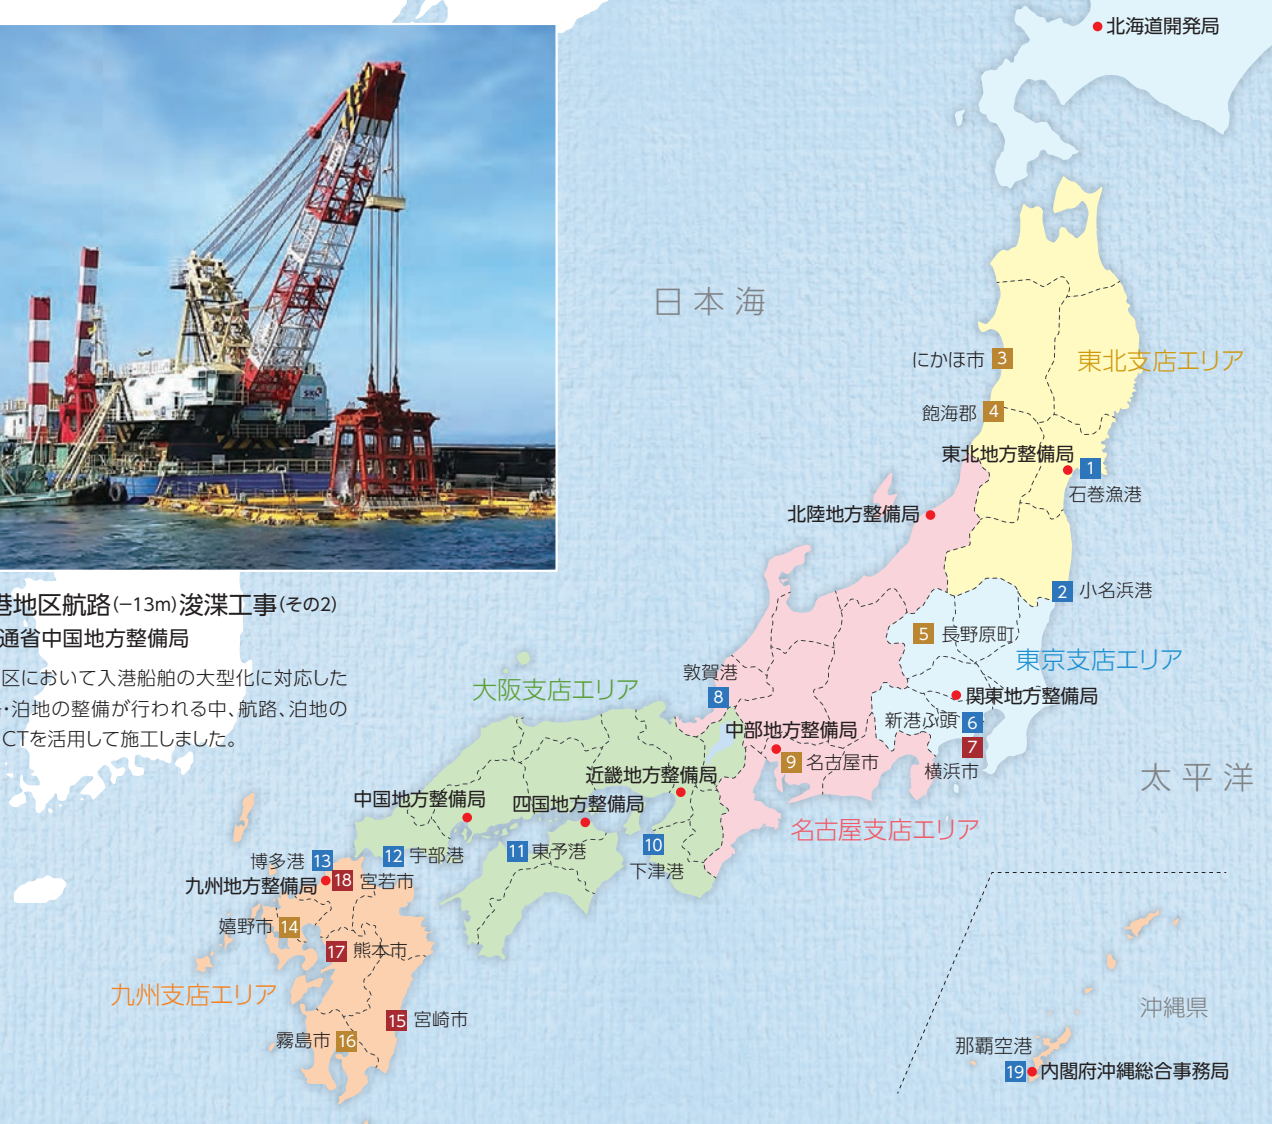 北海道開発局
日本海
にかほ市 3
東北支店エリア
飽海郡 4
東北地方整備局
1
石巻漁港
北陸地方整備局
2 小名浜港
港地区航路(−13m)浚渫工事(その2)
通省中国地方整備局
区において入港船舶の大型化に対応した
・泊地の整備が行われる中、航路、泊地の
CTを活用して施工しました。
5 長野原町
東京支店エリア
敦賀港
8
大阪支店エリア
関東地方整備局
新港ふ頭 6
7
横浜市
中部地方整備局
9 名古屋市
太平洋
近畿地方整備局
中国地方整備局
四国地方整備局
名古屋支店エリア
10
下津港
11 東予港
12 宇部港
博多港 13
九州地方整備局
18 宮若市
嬉野市 14
17 熊本市
九州支店エリア
15 宮崎市
霧島市 16
沖縄県
那覇空港
19 内閣府沖縄総合事務局